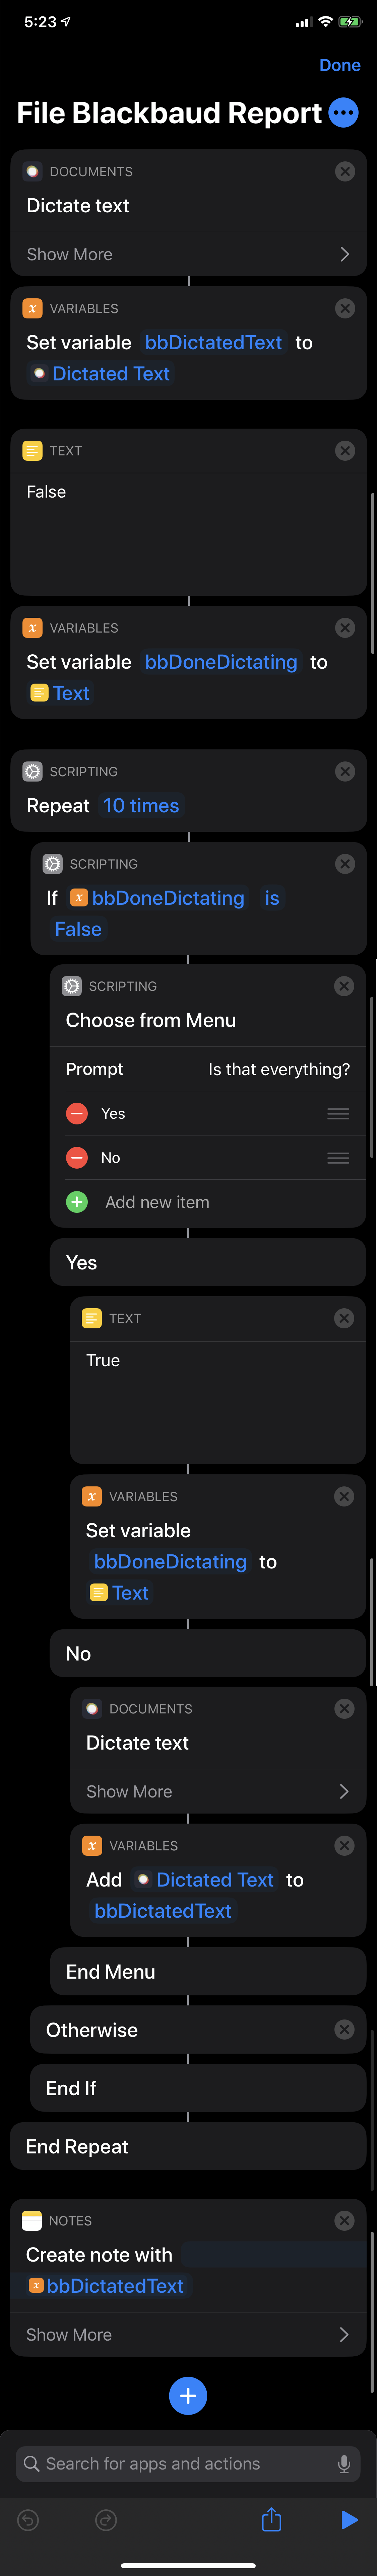 5:23
Done
File Blackbaud Report
DOCUMENTS
Dictate text
Show More
VARIABLES
Set variable bbDictatedText to
Dictated Text
TEXT
False
x VARIABLES
Set variable bbDoneDictating to
Text
SCRIPTING
Repeat 10 times
SCRIPTING
If x bbDoneDictating is
False
SCRIPTING
Choose from Menu
Prompt Is that everything?
Yes
No
Add new item
Yes
TEXT
True
x VARIABLES
Set variable
bbDoneDictating to
Text
No
DOCUMENTS
Dictate text
Show More
x VARIABLES
Add Dictated Text to
bbDictatedText
End Menu
Otherwise
End If
End Repeat
NOTES
Create note with
x bbDictatedText
Show More
Search for apps and actions